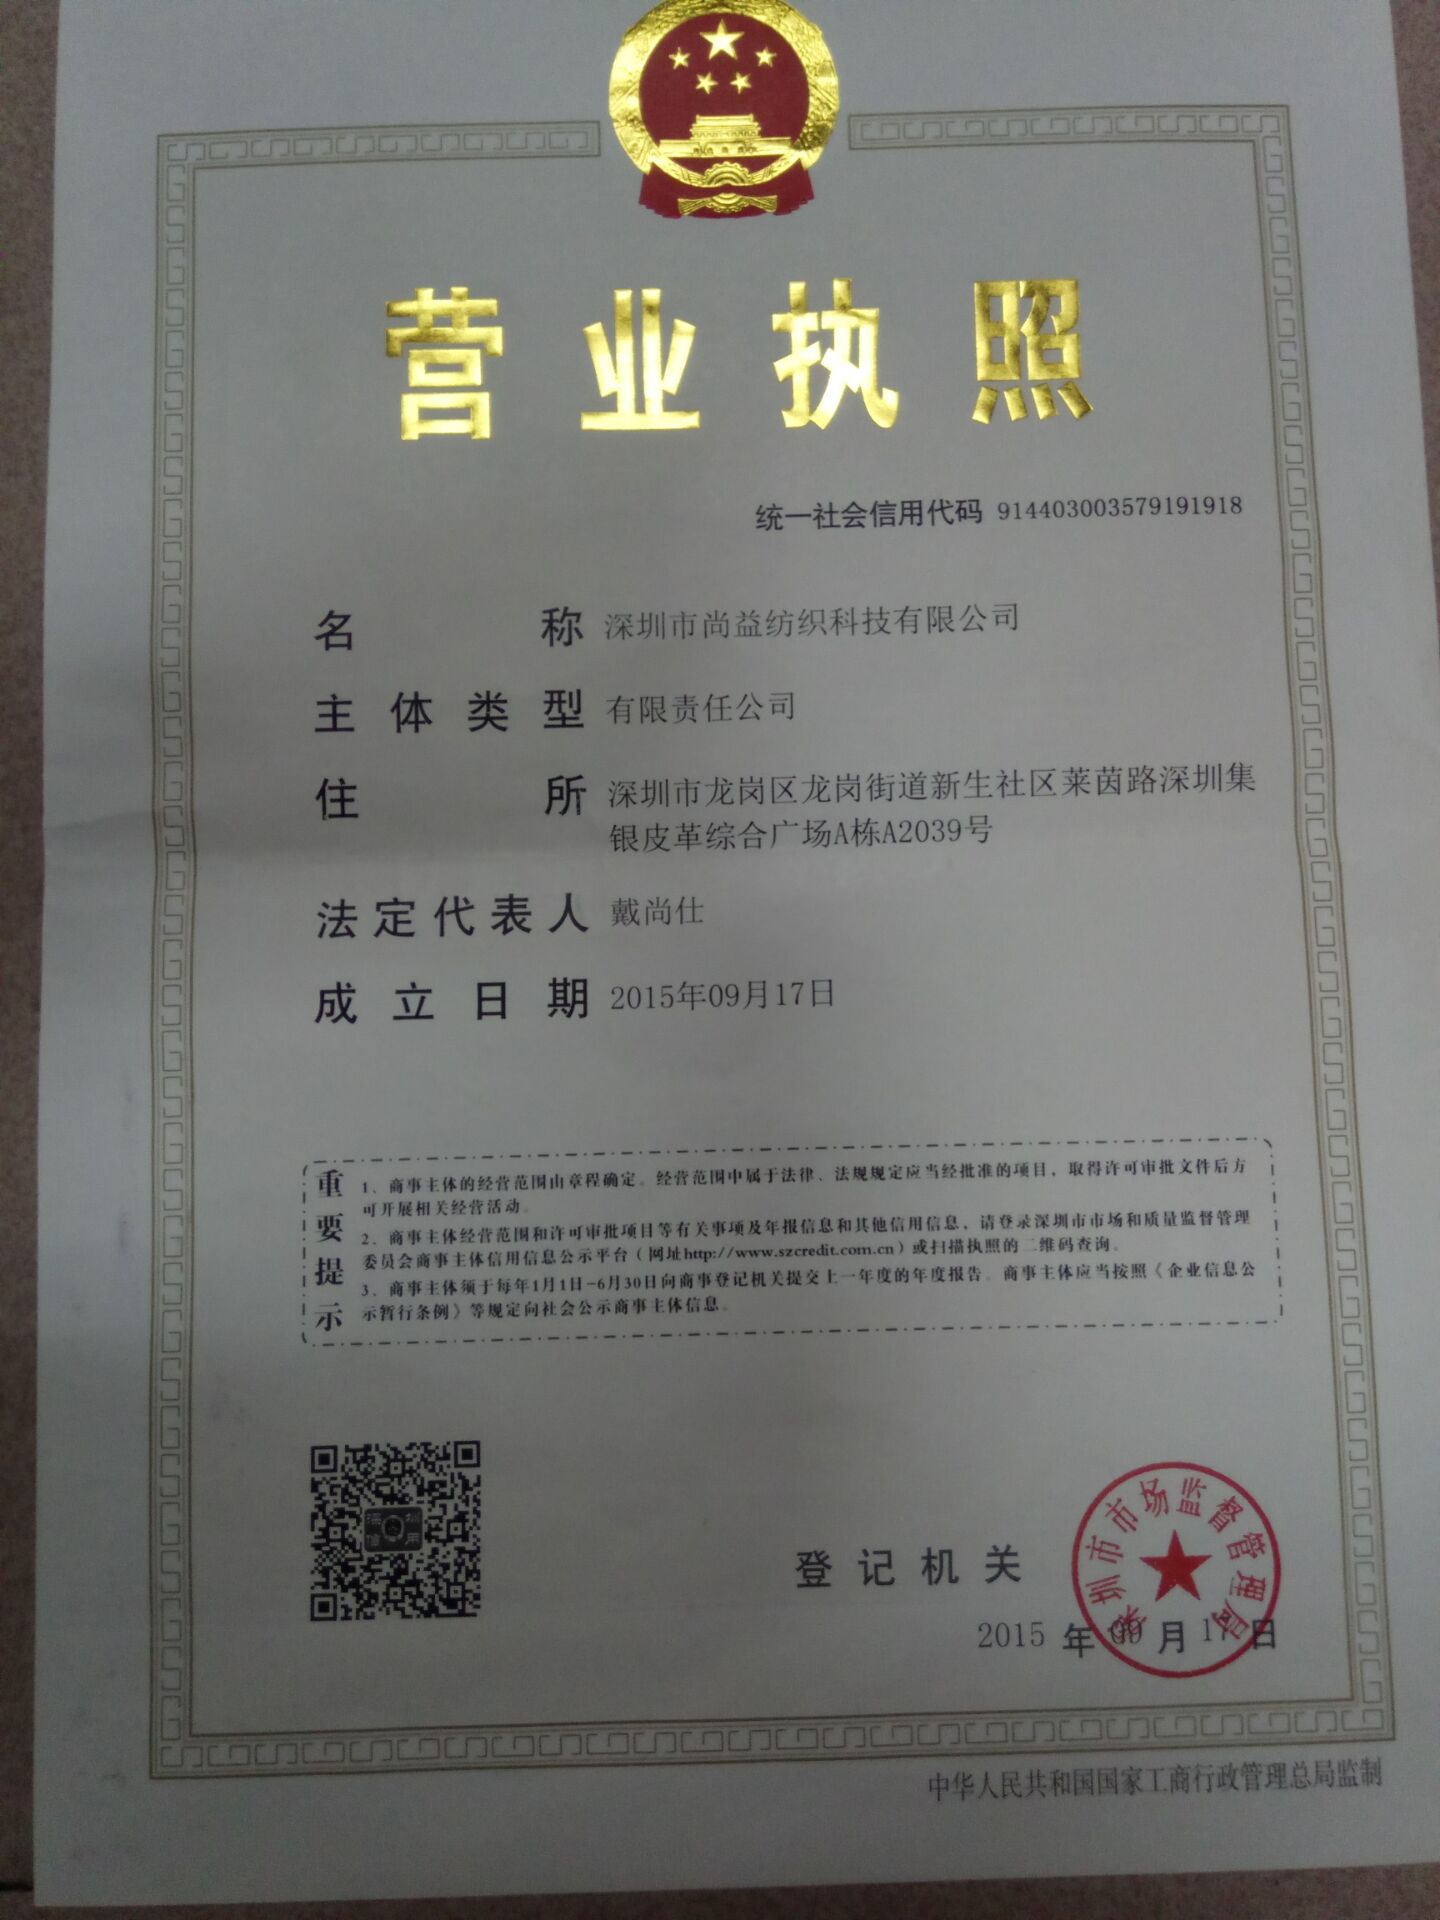 营业执照
统一社会信用代码 914403003579191918
名称 深圳市尚益纺织科技有限公司
主体类型 有限责任公司
住所 深圳市龙岗区龙岗街道新生社区莱茵路深圳集
银皮革综合广场A栋A2039号
法定代表人 戴尚仕
成立日期 2015年09月17日
重要提示
1、商事主体的经营范围由章程确定。经营范围中属于法律、法规规定应当经批准的项目，取得许可审批文件后方
可开展相关经营活动。
2、商事主体经营范围和许可审批项目等有关事项及年报信息和其他信用信息，请登录深圳市市场和质量监督管理
委员会商事主体信用信息公示平台（网址http://www.szcredit.com.cn）或扫描执照的二维码查询。
3、商事主体须于每年1月1日-6月30日向商事登记机关提交上一年度的年度报告。商事主体应当按照《企业信息公
示暂行条例》等规定向社会公示商事主体信息。
深圳
信用
登记机关
深圳市市场监督管理局
2015 年 09 月 17 日
中华人民共和国国家工商行政管理总局监制